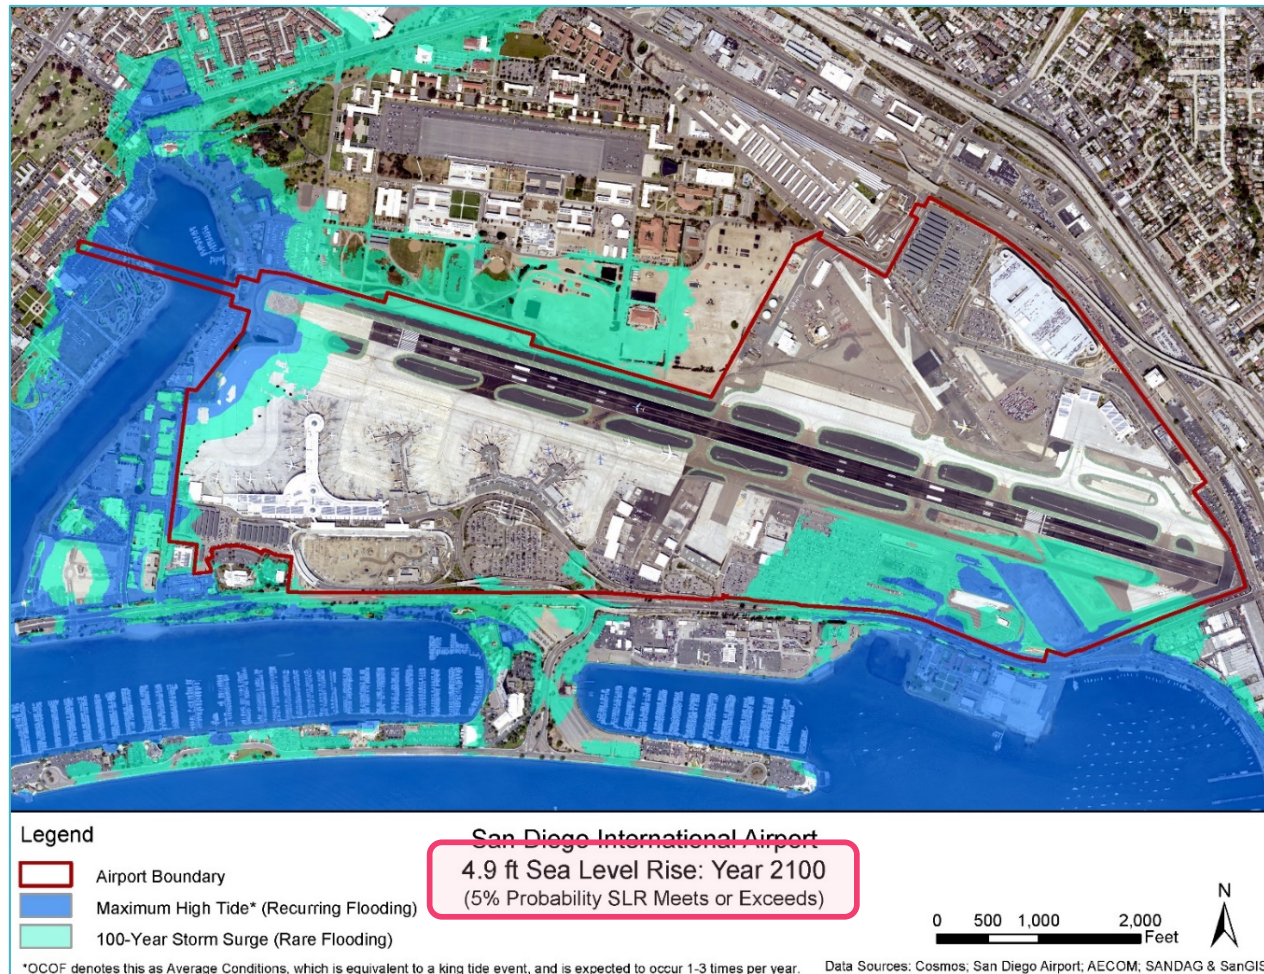 Legend
Airport Boundary
Maximum High Tide* (Recurring Flooding)
100-Year Storm Surge (Rare Flooding)
*OCOF denotes this as Average Conditions, which is equivalent to a king tide event, and is expected to occur 1-3 times per year.
San Diego International Airport
4.9 ft Sea Level Rise: Year 2100
(5% Probability SLR Meets or Exceeds)
N
0 500 1,000 2,000
Feet
Data Sources: Cosmos; San Diego Airport; AECOM; SANDAG & SanGIS